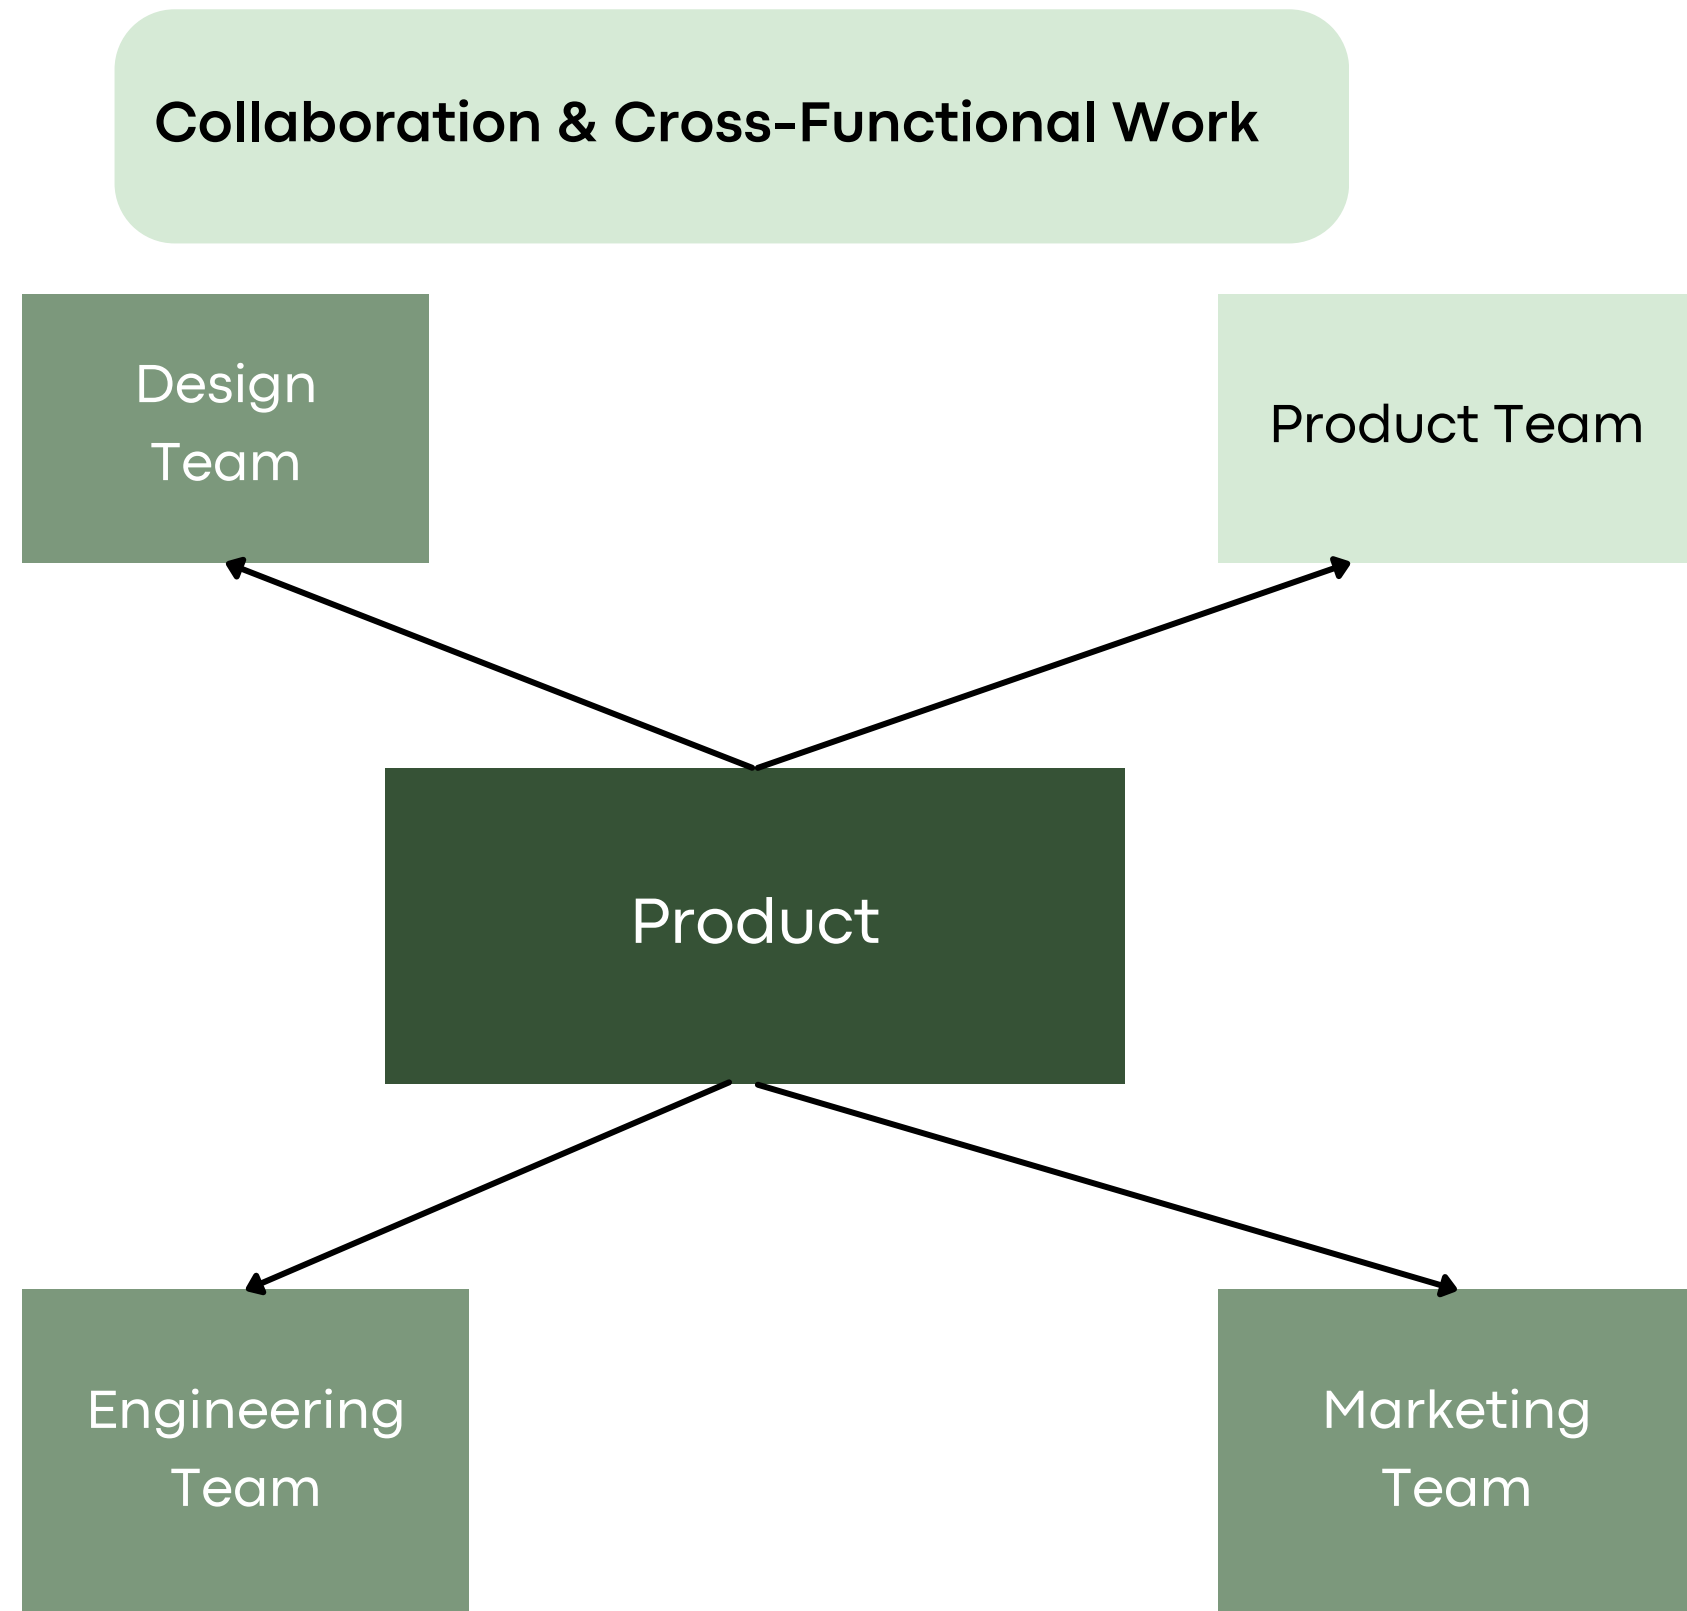 Collaboration & Cross-Functional Work
Design
Team
Product Team
Product
Engineering
Team
Marketing
Team